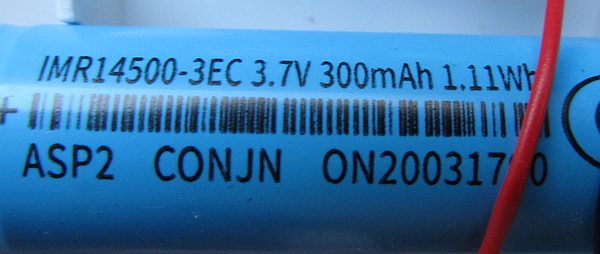 IMR14500-3EC 3.7V 300mAh 1.11Wh
+
ASP2 CONJN